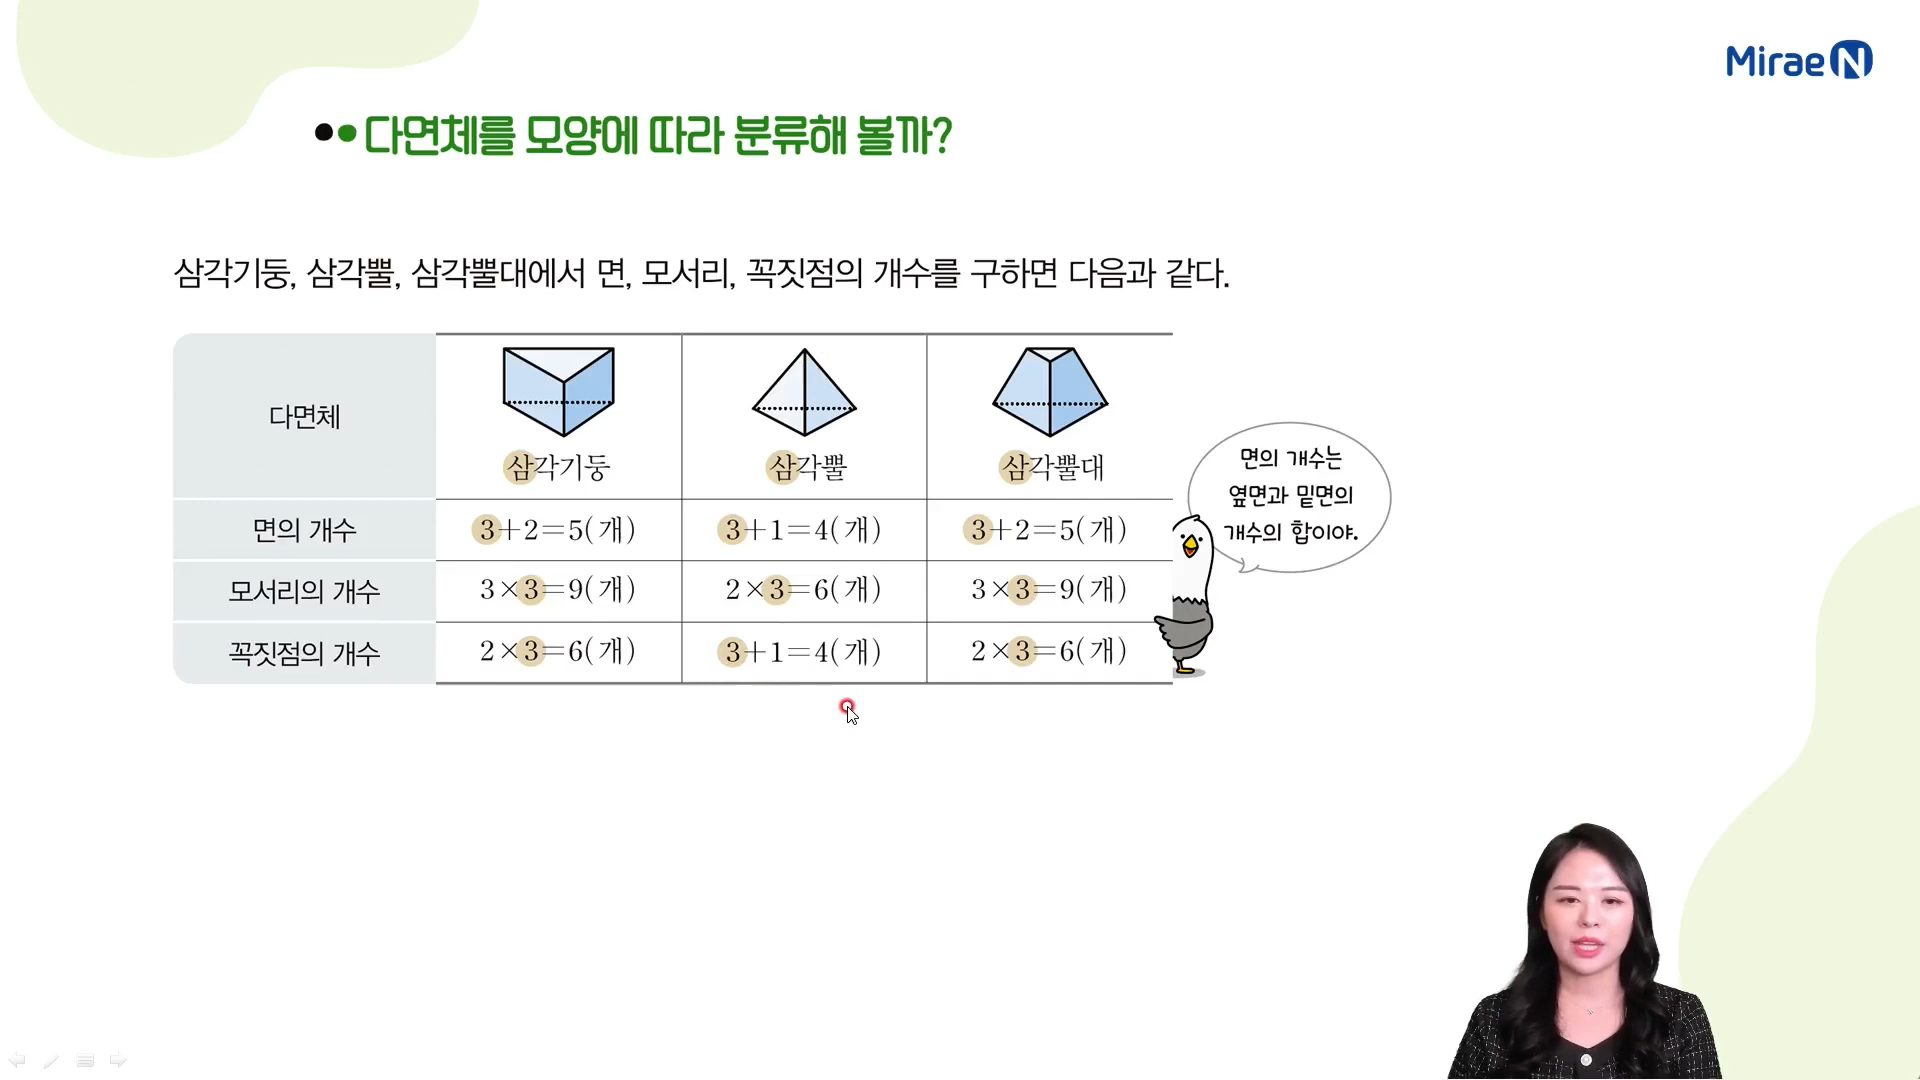 MiraeN
다면체를 모양에 따라 분류해 볼까?
삼각기둥, 삼각뿔, 삼각뿔대에서 면, 모서리, 꼭짓점의 개수를 구하면 다음과 같다.
다면체 삼각기둥 삼각뿔 삼각뿔대
면의 개수 3+2=5(개) 3+1=4(개) 3+2=5(개)
모서리의 개수 3×3=9(개) 2×3=6(개) 3×3=9(개)
꼭짓점의 개수 2×3=6(개) 3+1=4(개) 2×3=6(개)
면의 개수는
옆면과 밑면의
개수의 합이야.